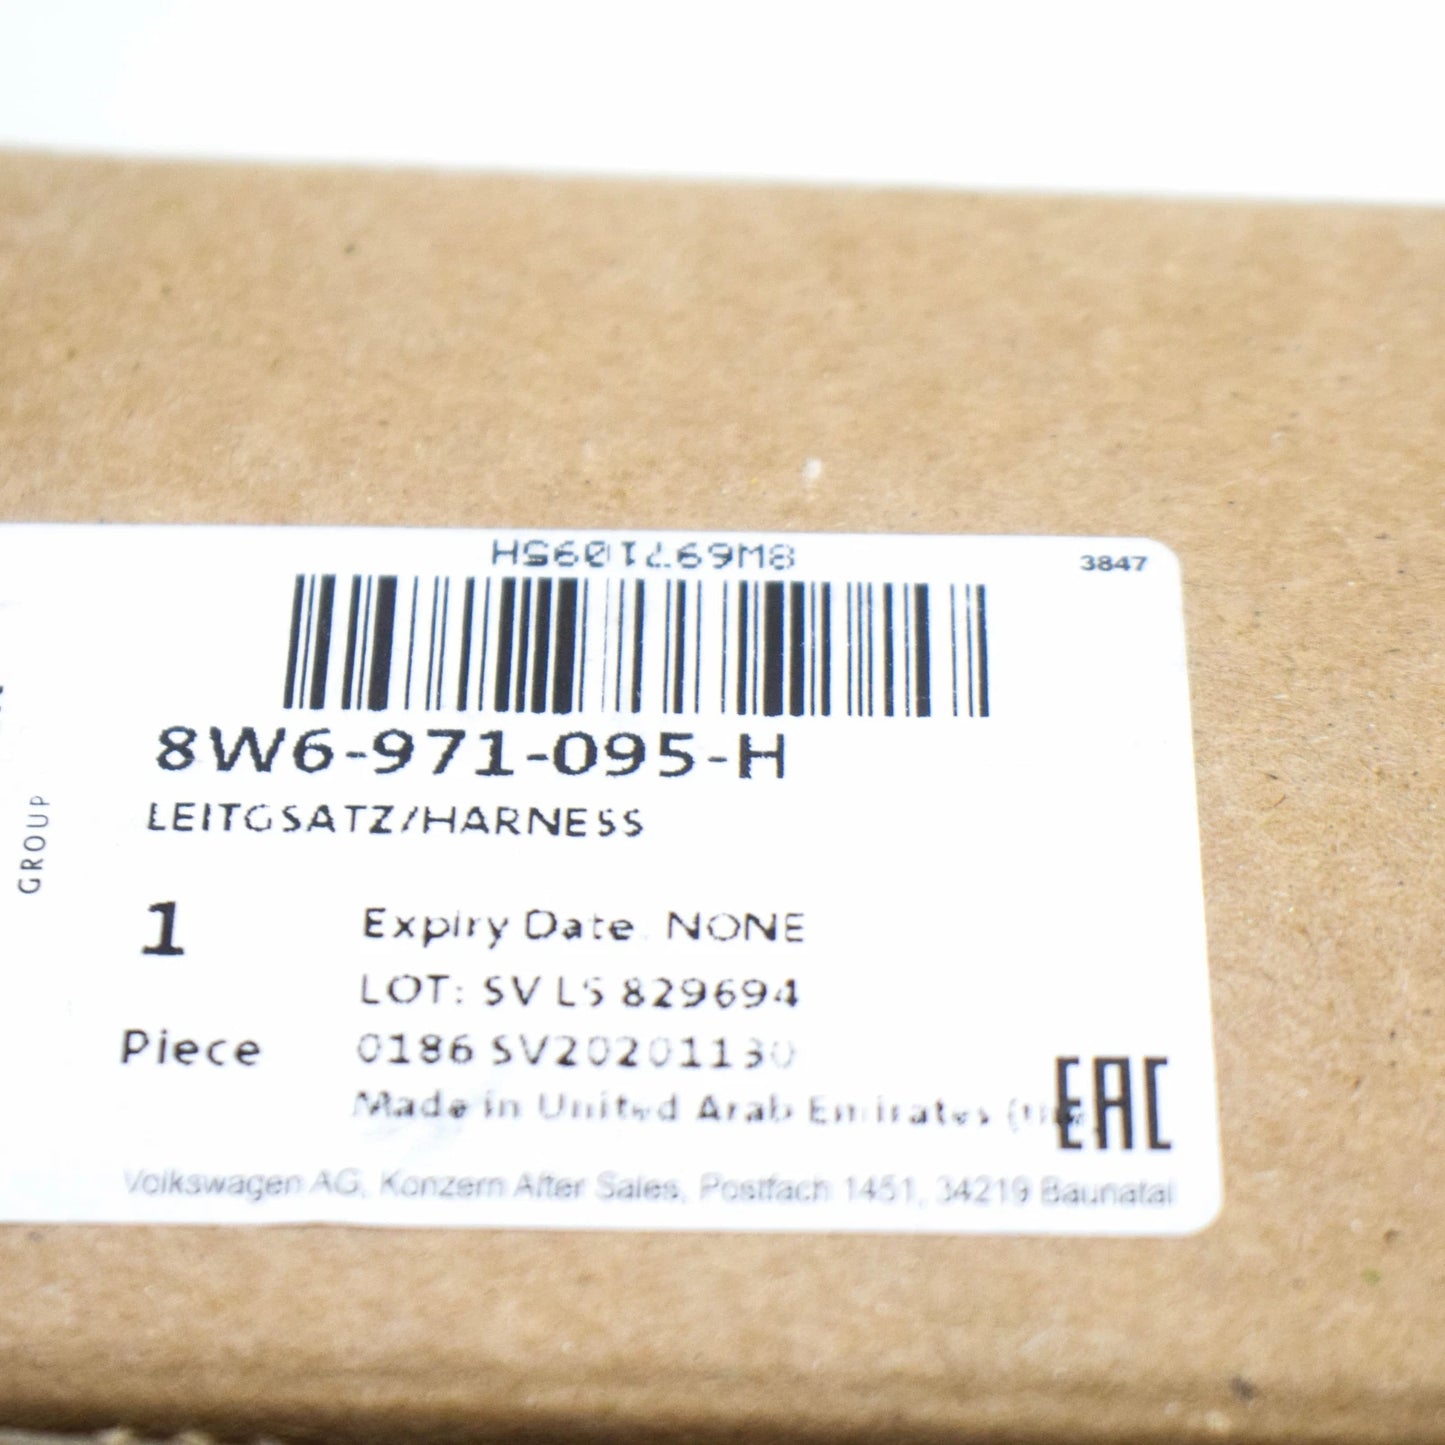 8W6971095H
3847
8W6-971-095-H
LEITGSATZ/HARNESS
GROUP
1
Expiry Date: NONE
LOT: SV LS 829694
Piece
0186 SV20201130
Made in United Arab Emirates
EAC
Volkswagen AG, Konzern After Sales, Postfach 1451, 34219 Baunatal